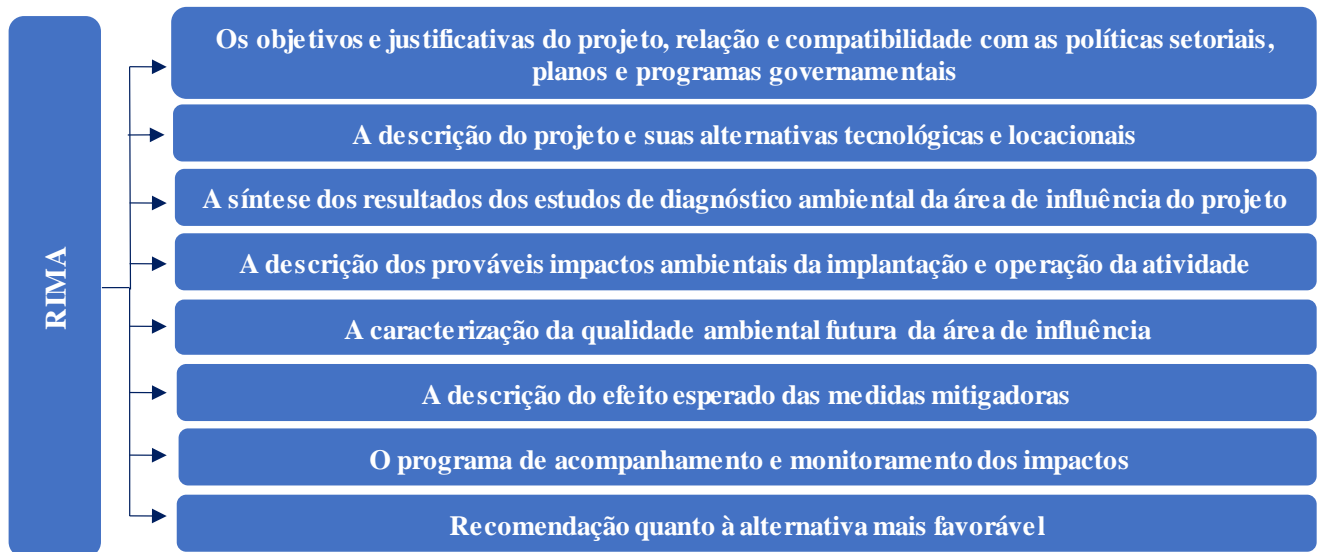 RIMA
Os objetivos e justificativas do projeto, relação e compatibilidade com as políticas setoriais,
planos e programas governamentais
A descrição do projeto e suas alternativas tecnológicas e locacionais
A síntese dos resultados dos estudos de diagnóstico ambiental da área de influência do projeto
A descrição dos prováveis impactos ambientais da implantação e operação da atividade
A caracterização da qualidade ambiental futura da área de influência
A descrição do efeito esperado das medidas mitigadoras
O programa de acompanhamento e monitoramento dos impactos
Recomendação quanto à alternativa mais favorável